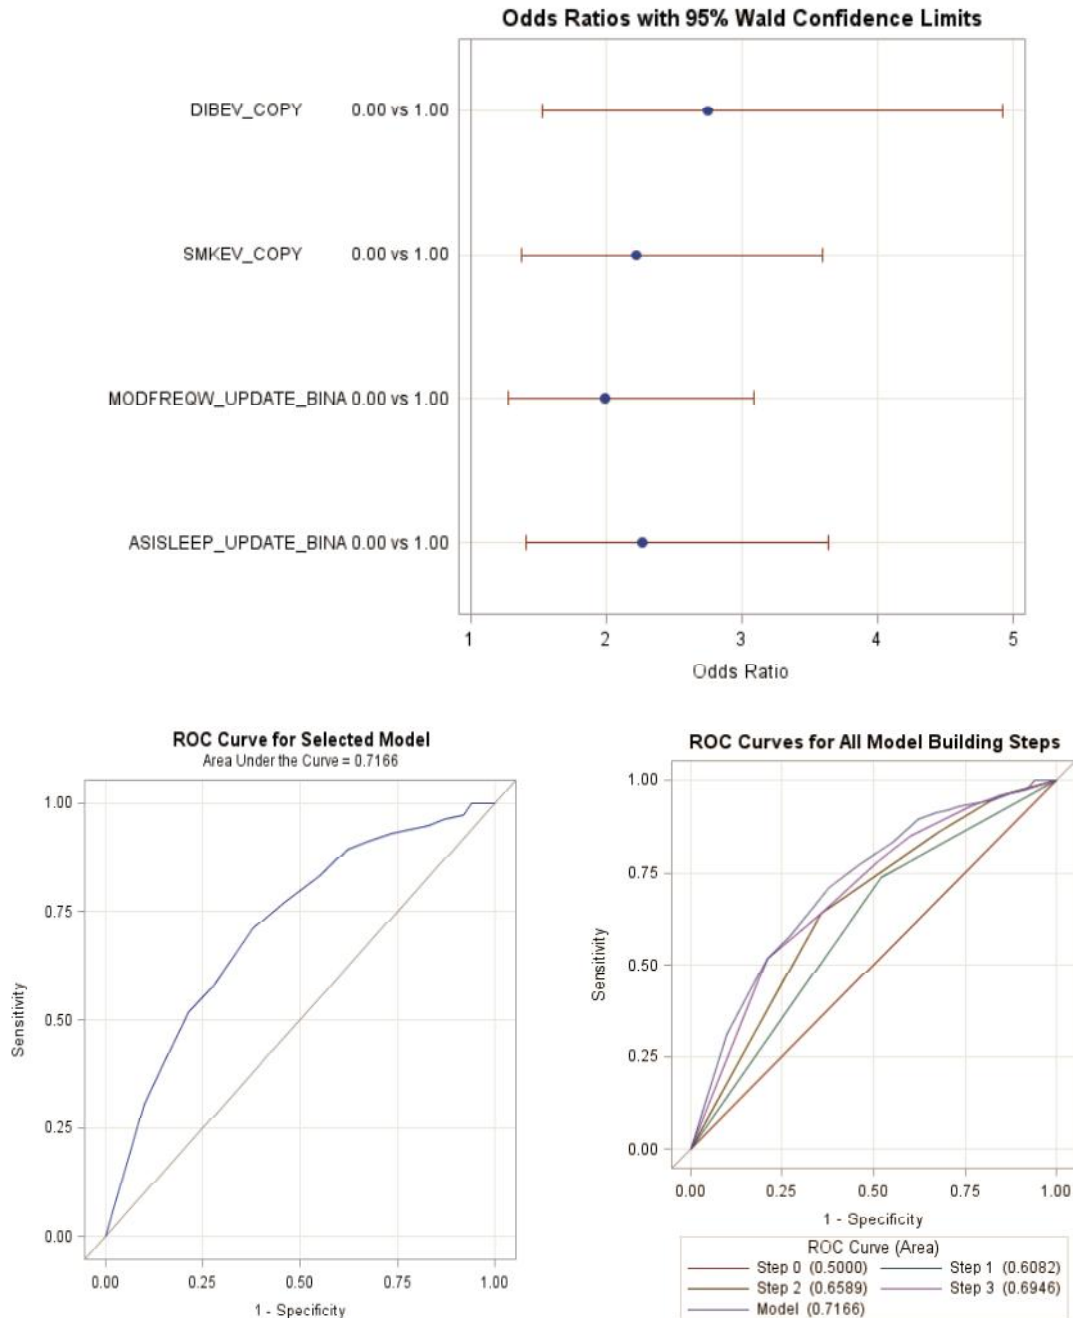 Odds Ratios with 95% Wald Confidence Limits
DIBEV_COPY 0.00 vs 1.00
SMKEV_COPY 0.00 vs 1.00
MODFREQW_UPDATE_BINA 0.00 vs 1.00
ASISLEEP_UPDATE_BINA 0.00 vs 1.00
1 2 3 4 5
Odds Ratio
ROC Curve for Selected Model
Area Under the Curve = 0.7166
1.00
0.75
0.50
0.25
0.00
Sensitivity
0.00 0.25 0.50 0.75 1.00
1 - Specificity
ROC Curves for All Model Building Steps
1.00
0.75
0.50
0.25
0.00
Sensitivity
0.00 0.25 0.50 0.75 1.00
1 - Specificity
ROC Curve (Area)
Step 0 (0.5000) Step 1 (0.6082)
Step 2 (0.6589) Step 3 (0.6946)
Model (0.7166)